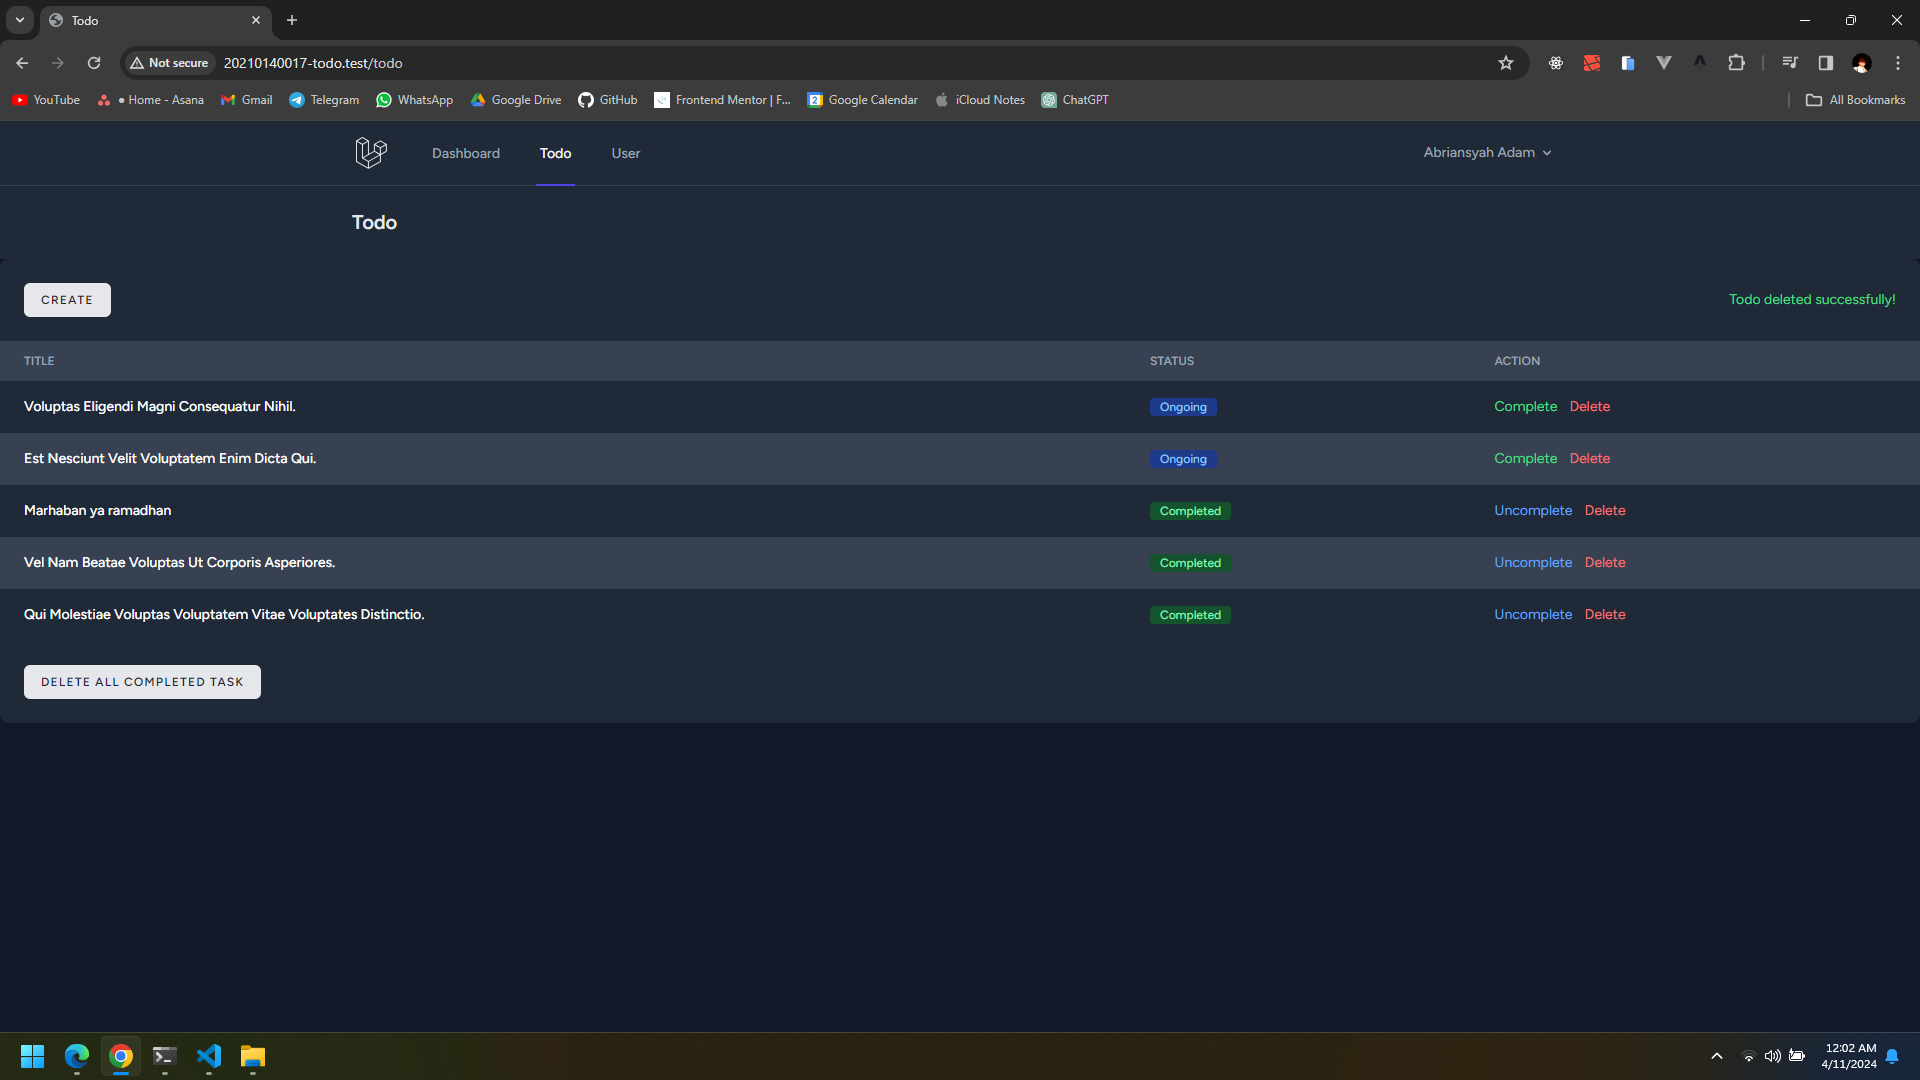 Todo
Not secure 20210140017-todo.test/todo
YouTube ● Home - Asana Gmail Telegram WhatsApp Google Drive GitHub Frontend Mentor | F... 2 Google Calendar iCloud Notes ChatGPT All Bookmarks
Dashboard Todo User Abriansyah Adam
Todo
CREATE Todo deleted successfully!
TITLE STATUS ACTION
Voluptas Eligendi Magni Consequatur Nihil. Ongoing Complete Delete
Est Nesciunt Velit Voluptatem Enim Dicta Qui. Ongoing Complete Delete
Marhaban ya ramadhan Completed Uncomplete Delete
Vel Nam Beatae Voluptas Ut Corporis Asperiores. Completed Uncomplete Delete
Qui Molestiae Voluptas Voluptatem Vitae Voluptates Distinctio. Completed Uncomplete Delete
DELETE ALL COMPLETED TASK
12:02 AM
4/11/2024